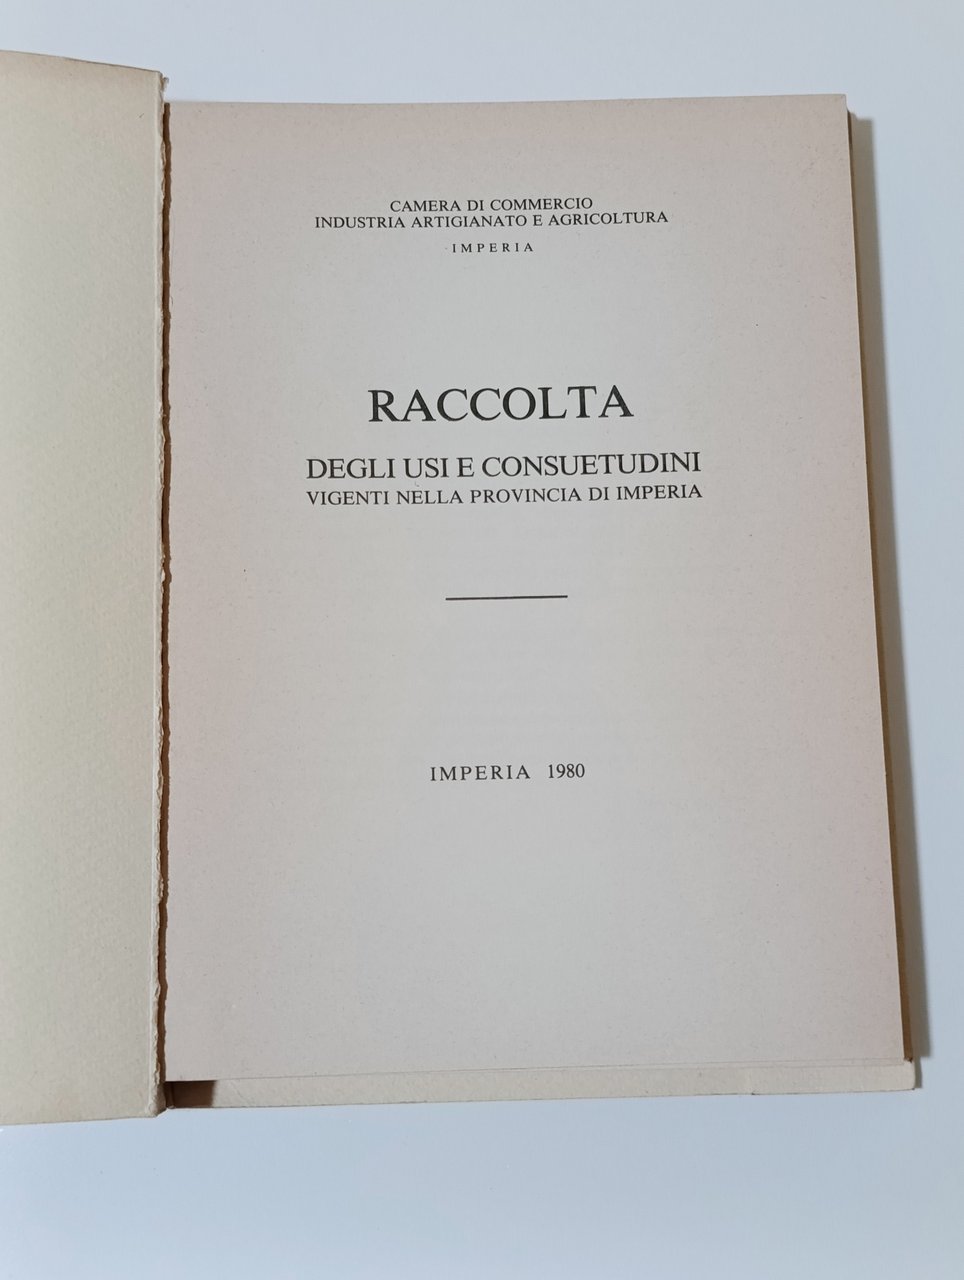 CAMERA DI COMMERCIO
INDUSTRIA ARTIGIANATO E AGRICOLTURA
IMPERIA
RACCOLTA
DEGLI USI E CONSUETUDINI
VIGENTI NELLA PROVINCIA DI IMPERIA
IMPERIA 1980